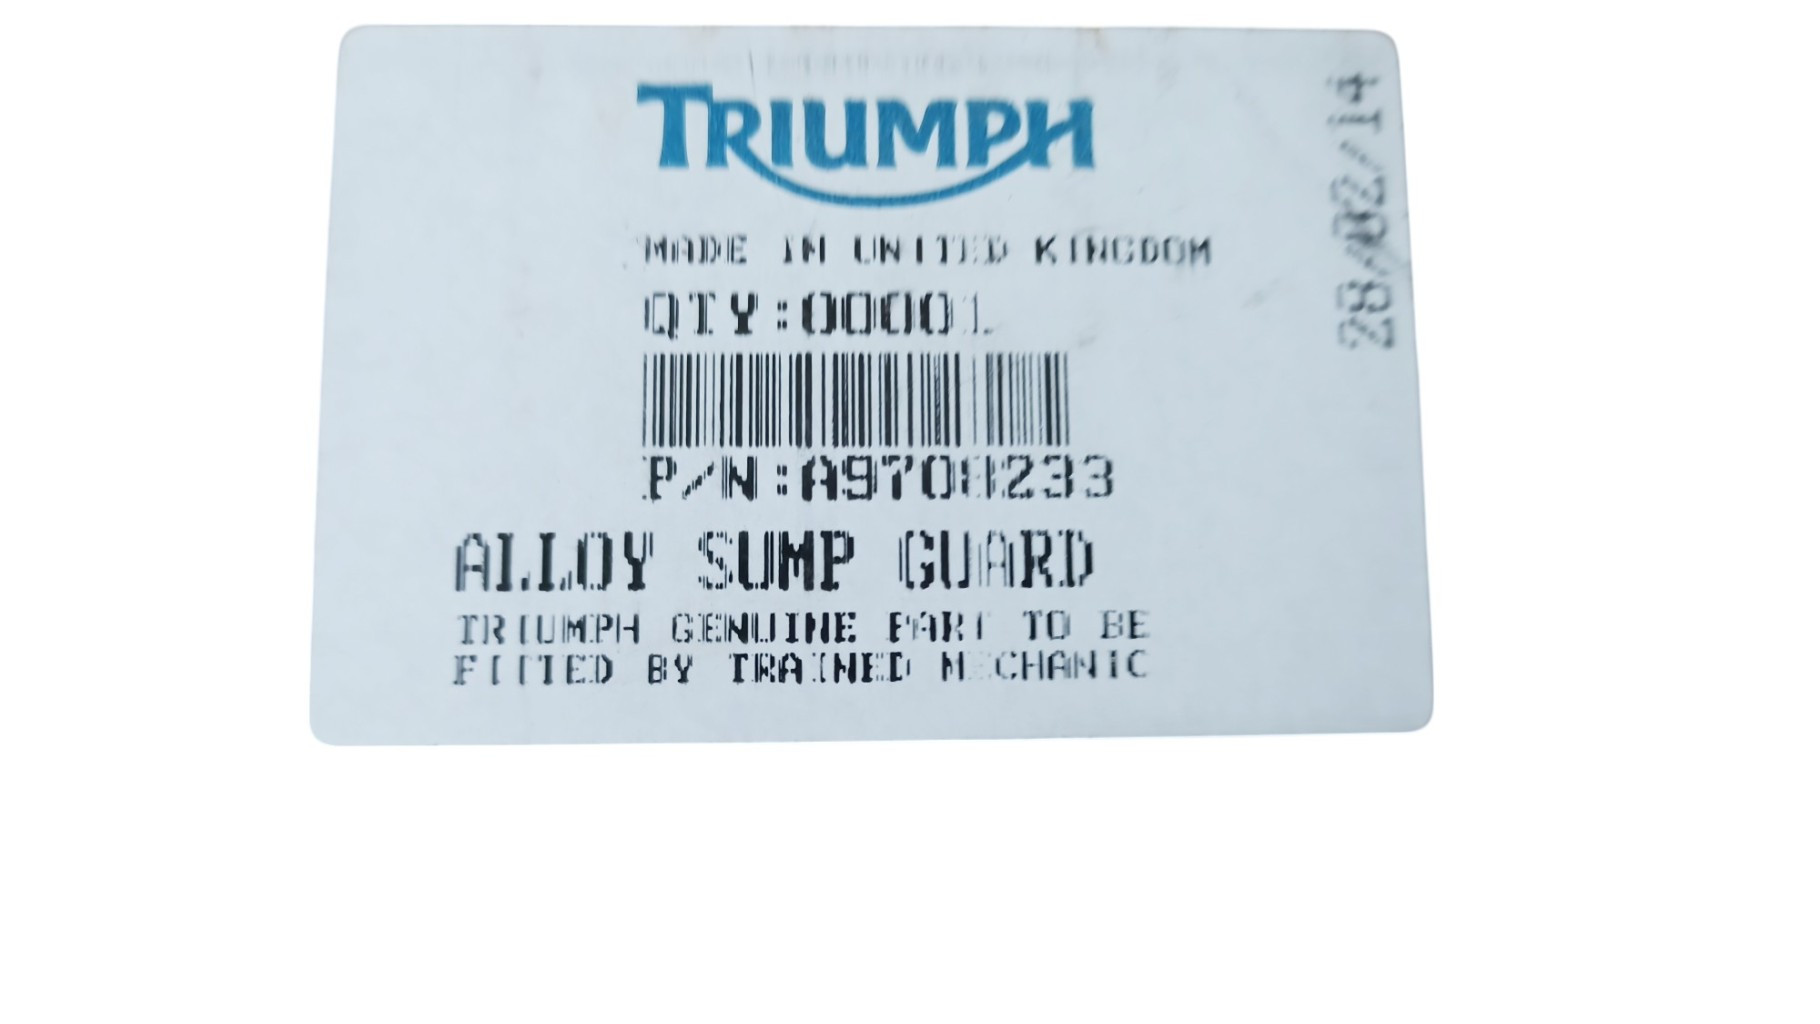 TRIUMPH
MADE IN UNITED KINGDOM
QTY:00001
P/N:A9708233
ALLOY SUMP GUARD
TRIUMPH GENUINE PART TO BE
FITTED BY TRAINED MECHANIC
28/02/14